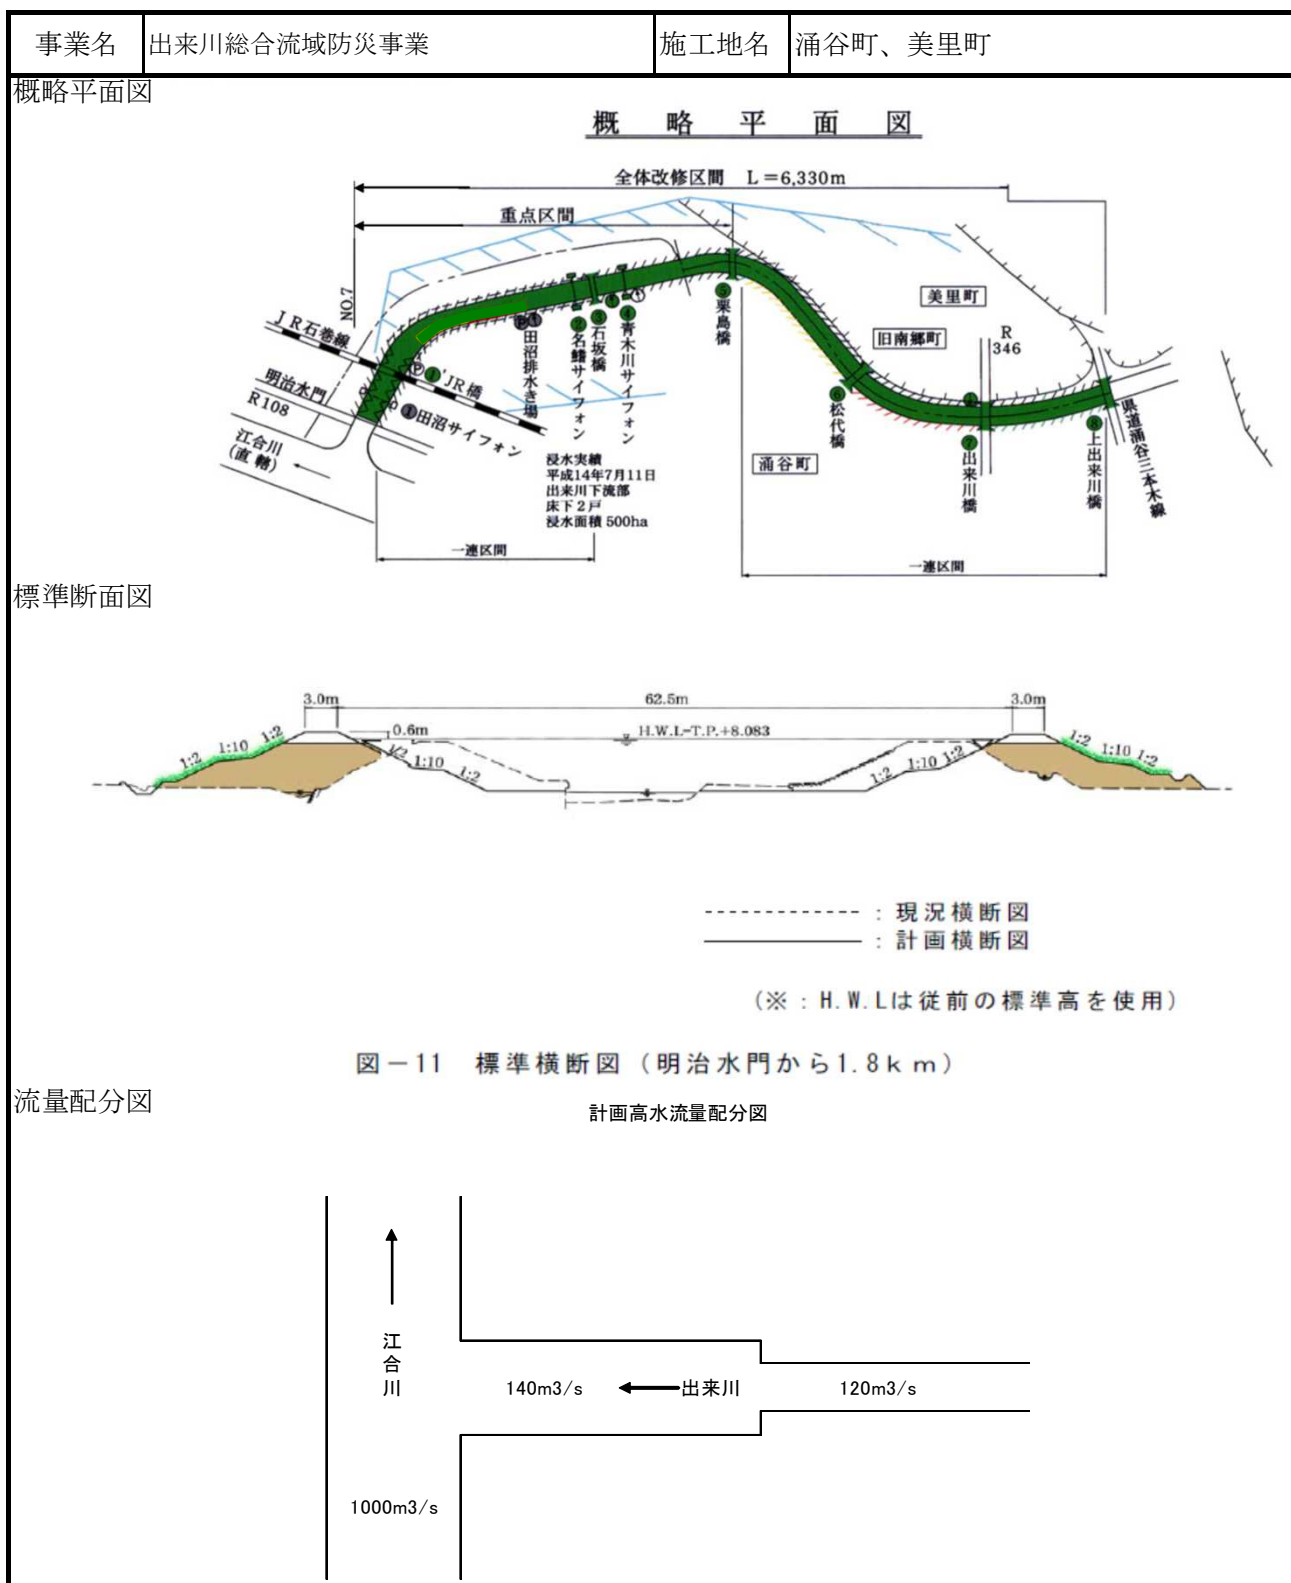 事業名 出来川総合流域防災事業 施工地名 涌谷町、美里町
概略平面図
概略平面図
全体改修区間 L=6,330m
重点区間
NO.7
JR石巻線
明治水門
R108
江合川
(直轄)
P
①JR橋
①田沼サイフォン
P①田沼排水き場
②名鰭サイフォン
③石坂橋
④青木川サイフォン
⑤栗島橋
⑥松代橋
⑦出来川橋
⑧上出来川橋
県道涌谷三本木線
美里町
旧南郷町
R
346
涌谷町
浸水実績
平成14年7月11日
出来川下流部
床下2戸
浸水面積 500ha
一連区間
一連区間
標準断面図
3.0m 62.5m 3.0m
0.6m H.W.L=T.P.+8.083
1:2 1:10 1:2 1/2 1:10 1:2 1:2 1:10 1:2 1:2 1:10 1:2
:現況横断図
:計画横断図
(※:H.W.Lは従前の標準高を使用)
図-11 標準横断図(明治水門から1.8km)
流量配分図
計画高水流量配分図
江合川
140m3/s 出来川 120m3/s
1000m3/s